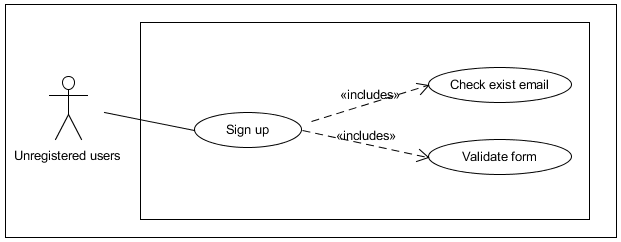 «includes»
Check exist email
Sign up
«includes»
Unregistered users
Validate form